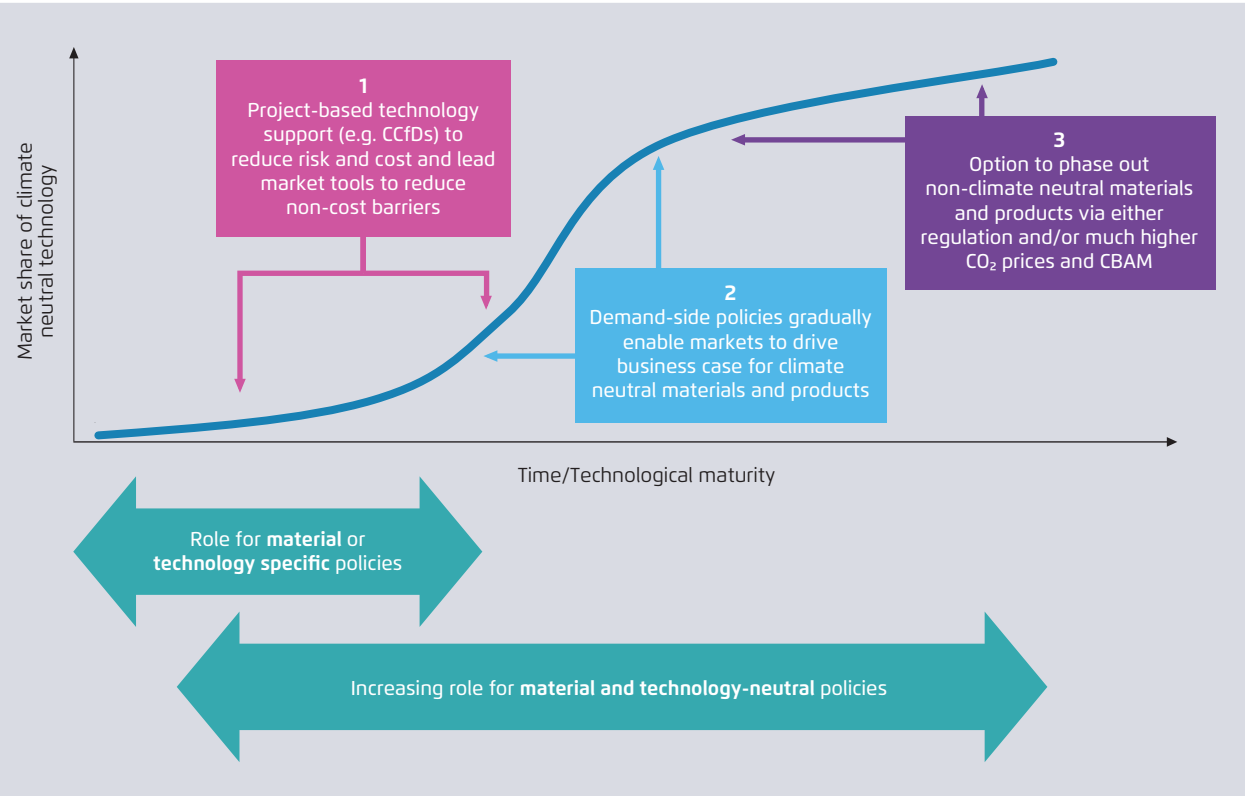 Market share of climate
neutral technology
1
Project-based technology
support (e.g. CCfDs) to
reduce risk and cost and lead
market tools to reduce
non-cost barriers
2
Demand-side policies gradually
enable markets to drive
business case for climate
neutral materials and products
3
Option to phase out
non-climate neutral materials
and products via either
regulation and/or much higher
CO₂ prices and CBAM
Time/Technological maturity
Role for material or
technology specific policies
Increasing role for material and technology-neutral policies